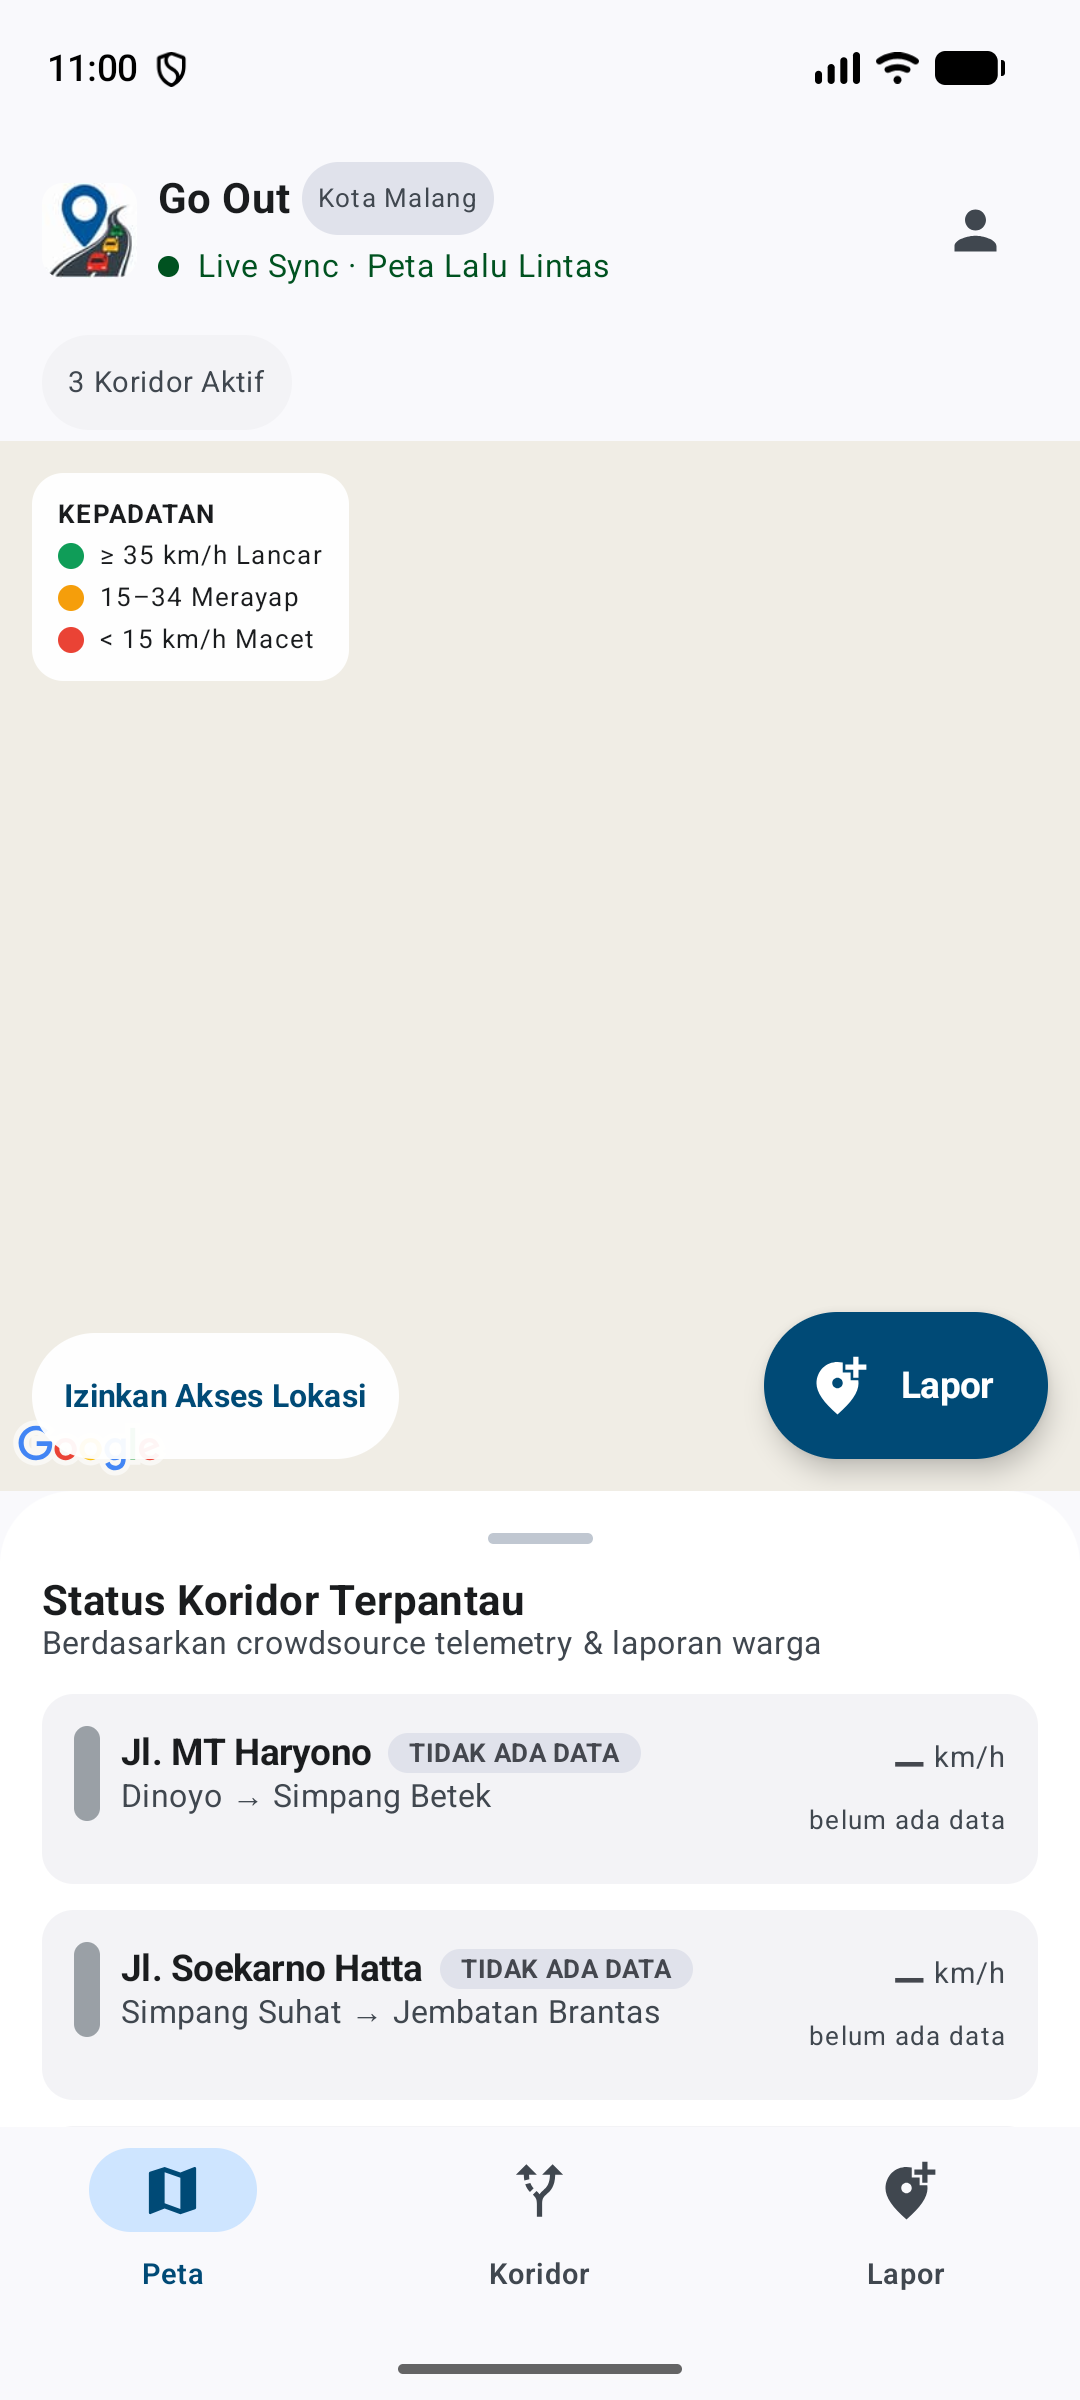 11:00
Go Out
Kota Malang
Live Sync · Peta Lalu Lintas
3 Koridor Aktif
KEPADATAN
≥ 35 km/h Lancar
15–34 Merayap
< 15 km/h Macet
Izinkan Akses Lokasi
Lapor
Google
Status Koridor Terpantau
Berdasarkan crowdsource telemetry & laporan warga
Jl. MT Haryono
TIDAK ADA DATA
— km/h
Dinoyo → Simpang Betek
belum ada data
Jl. Soekarno Hatta
TIDAK ADA DATA
— km/h
Simpang Suhat → Jembatan Brantas
belum ada data
Peta
Koridor
Lapor